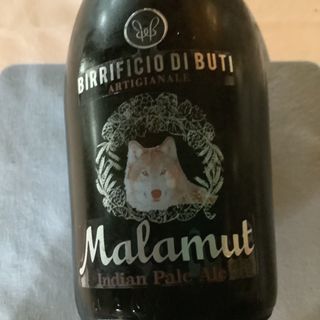 BIRRIFICIO DI BUTI
ARTIGIANALE
Malamut
Indian Pale Ale